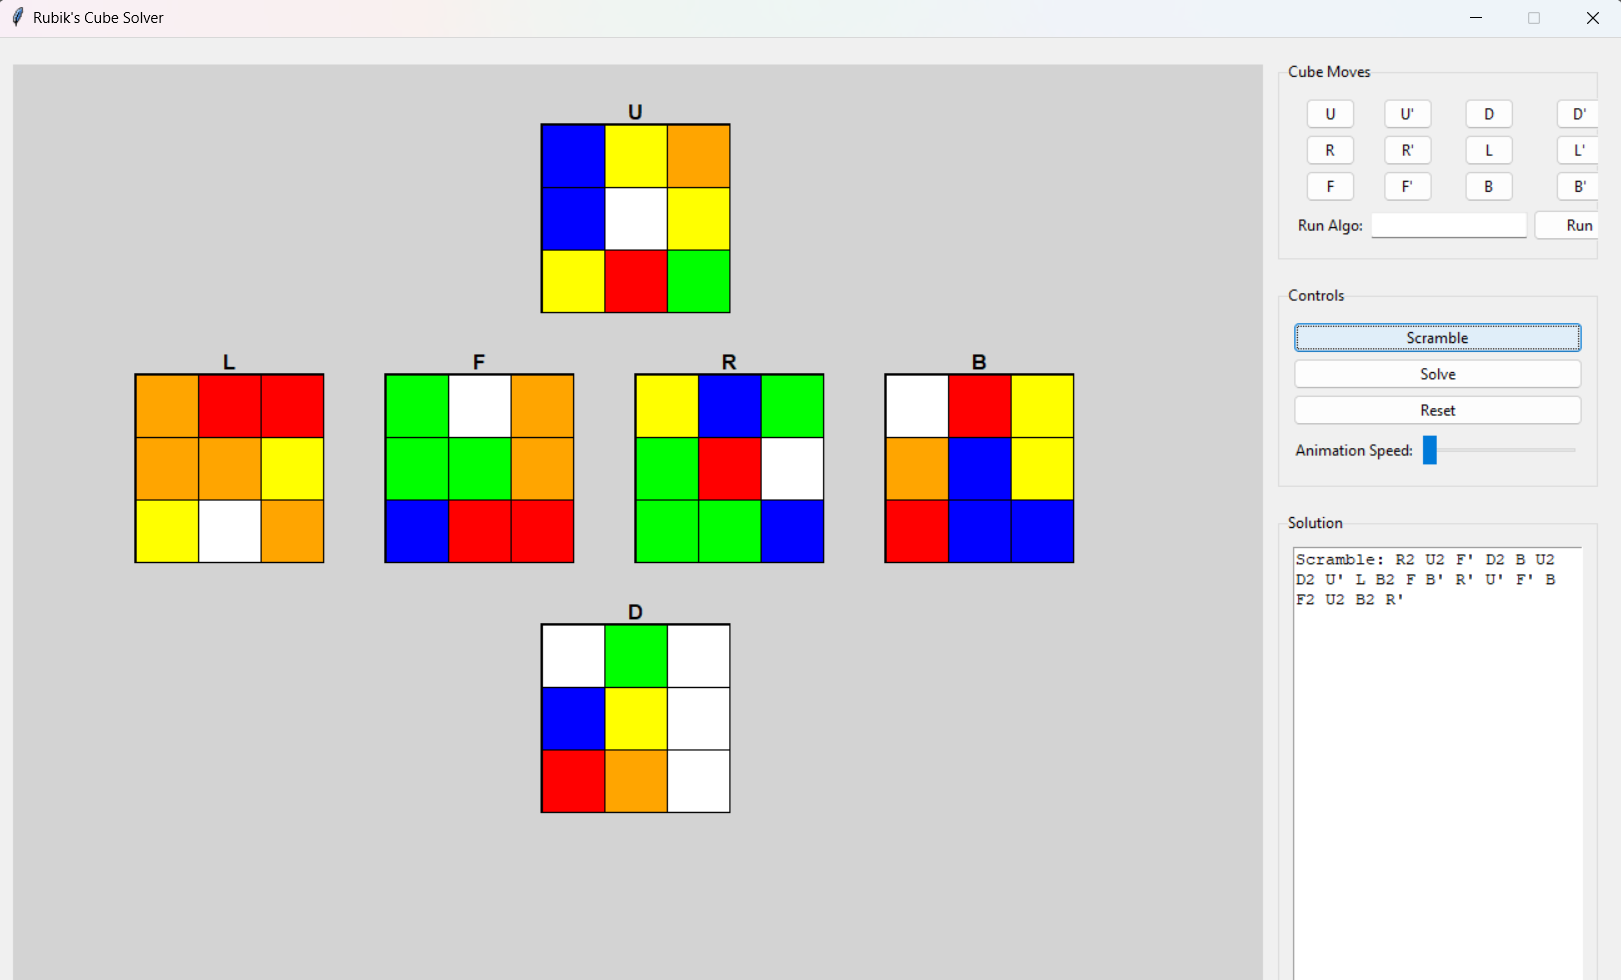 Rubik's Cube Solver
U
L F R B
D
Cube Moves
U U' D D'
R R' L L'
F F' B B'
Run Algo: Run
Controls
Scramble
Solve
Reset
Animation Speed:
Solution
Scramble: R2 U2 F' D2 B U2
D2 U' L B2 F B' R' U' F' B
F2 U2 B2 R'